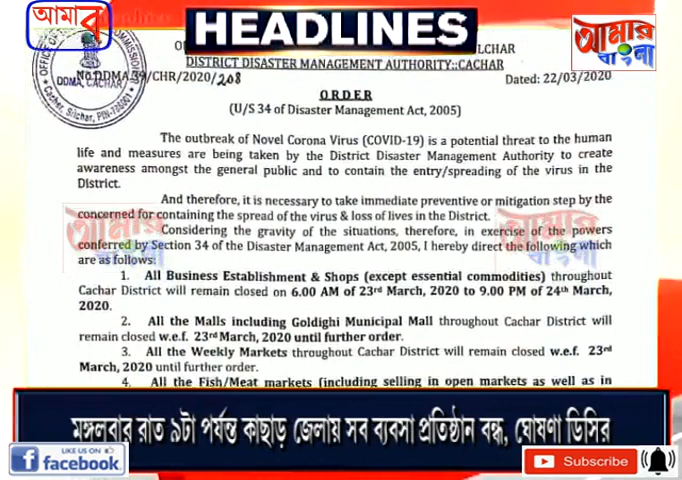 আমার
HEADLINES
আমার
বাংলা
LCHAR
DISTRICT DISASTER MANAGEMENT AUTHORITY::CACHAR
No.DDMA/39/CHR/2020/208
Dated: 22/03/2020
DDMA, CACHAR
Cachar, Silchar, PIN-788001
ORDER
(U/S 34 of Disaster Management Act, 2005)
The outbreak of Novel Corona Virus (COVID-19) is a potential threat to the human
life and measures are being taken by the District Disaster Management Authority to create
awareness amongst the general public and to contain the entry/spreading of the virus in the
District.
And therefore, it is necessary to take immediate preventive or mitigation step by the
concerned for containing the spread of the virus & loss of lives in the District.
Considering the gravity of the situations, therefore, in exercise of the powers
conferred by Section 34 of the Disaster Management Act, 2005, I hereby direct the following which
are as follows:
আমার
বাংলা
আমার
বাংলা
1. All Business Establishment & Shops (except essential commodities) throughout
Cachar District will remain closed on 6.00 AM of 23rd March, 2020 to 9.00 PM of 24th March,
2020.
2. All the Malls including Goldighi Municipal Mall throughout Cachar District will
remain closed w.e.f. 23rd March, 2020 until further order.
3. All the Weekly Markets throughout Cachar District will remain closed w.e.f. 23rd
March, 2020 until further order.
4. All the Fish/Meat markets (including selling in open markets as well as in
মঙ্গলবার রাত ৯টা পর্যন্ত কাছাড় জেলায় সব ব্যবসা প্রতিষ্ঠান বন্ধ, ঘোষণা ডিসির
LIKE US ON
facebook
Subscribe